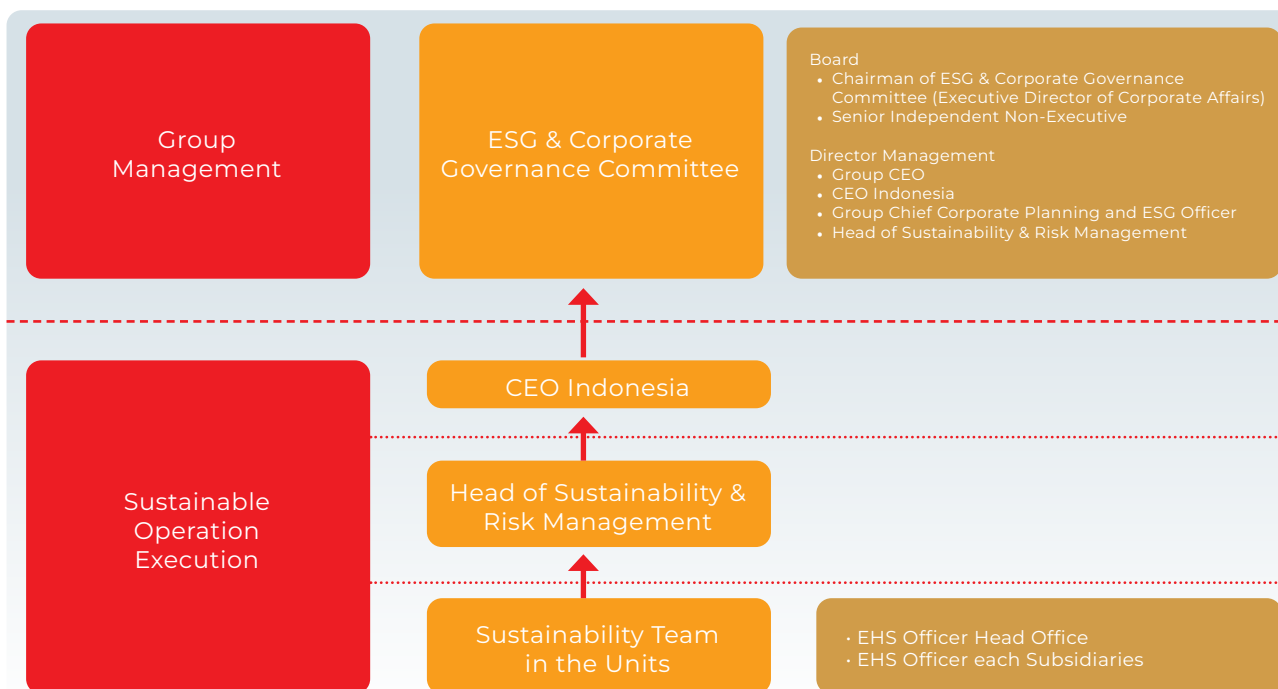 Group
Management
ESG & Corporate
Governance Committee
Board
• Chairman of ESG & Corporate Governance
Committee (Executive Director of Corporate Affairs)
• Senior Independent Non-Executive
Director Management
• Group CEO
• CEO Indonesia
• Group Chief Corporate Planning and ESG Officer
• Head of Sustainability & Risk Management
Sustainable
Operation
Execution
CEO Indonesia
Head of Sustainability &
Risk Management
Sustainability Team
in the Units
• EHS Officer Head Office
• EHS Officer each Subsidiaries